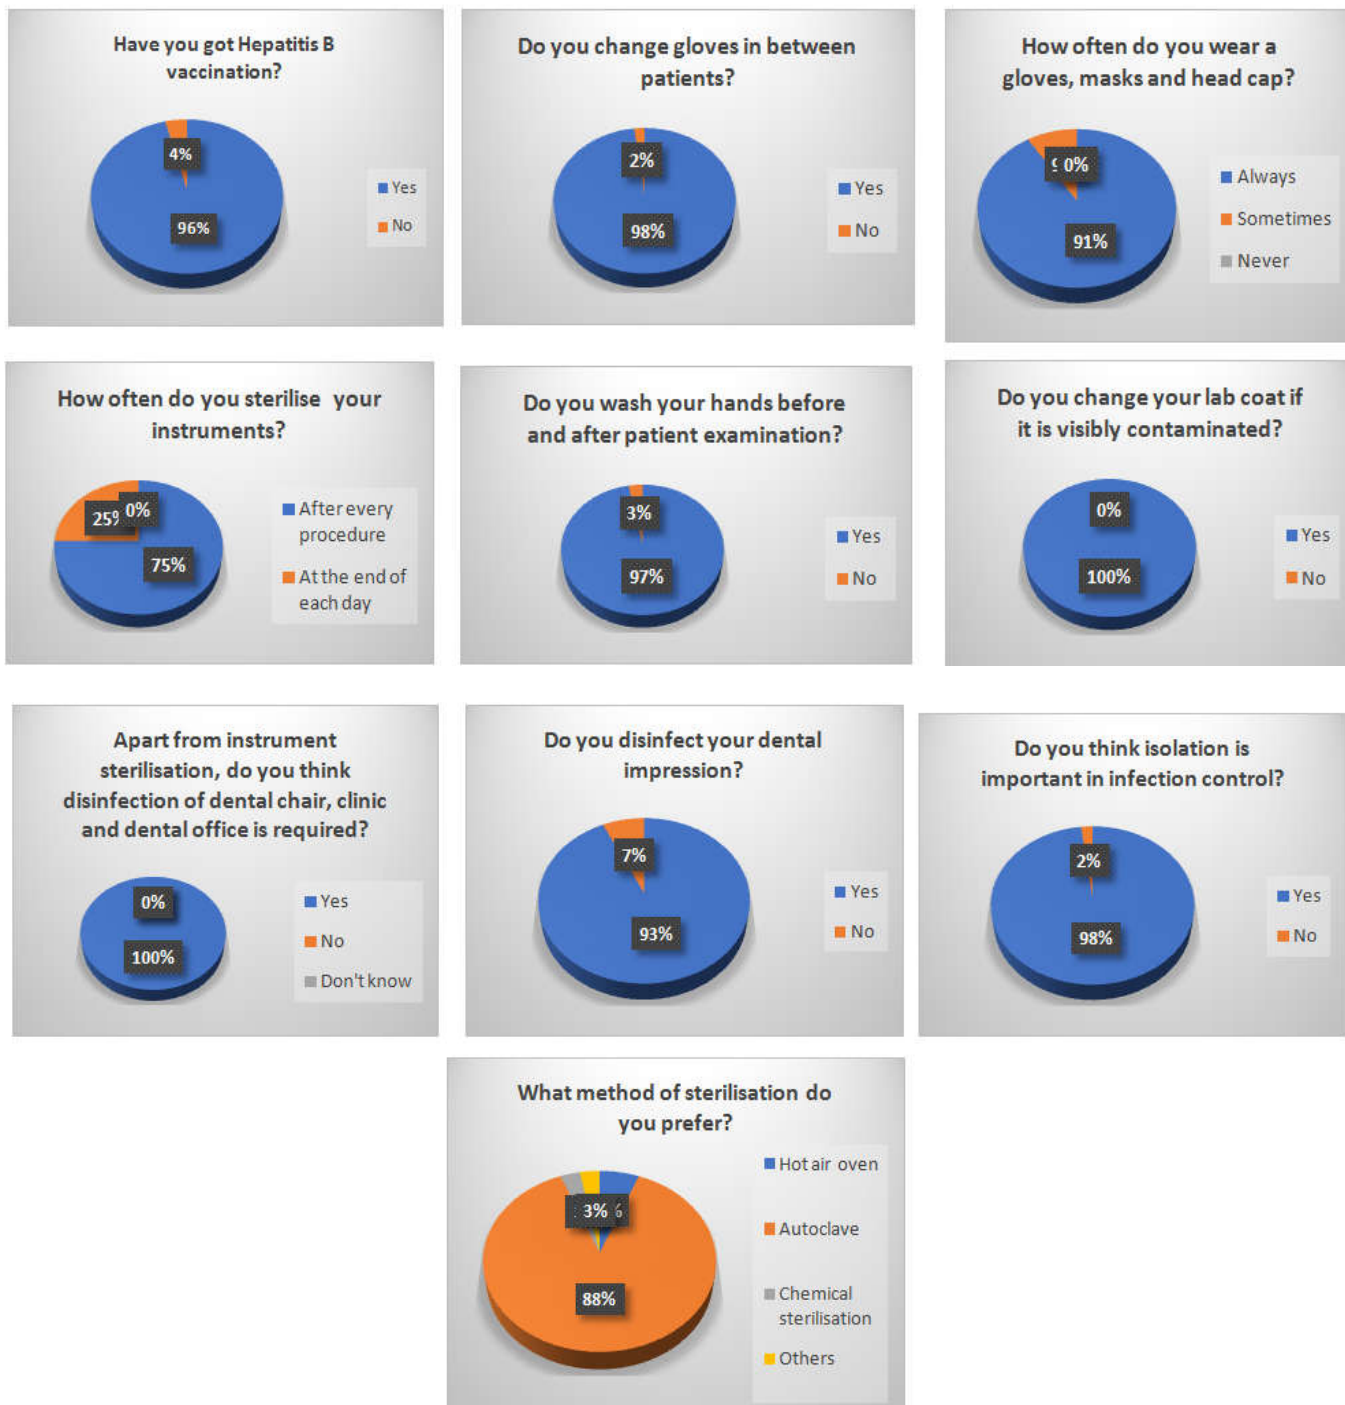 Have you got Hepatitis B
vaccination?
4%
96%
Yes
No
Do you change gloves in between
patients?
2%
98%
Yes
No
How often do you wear a
gloves, masks and head cap?
0%
91%
Always
Sometimes
Never
How often do you sterilise your
instruments?
25%
0%
75%
After every
procedure
At the end of
each day
Do you wash your hands before
and after patient examination?
3%
97%
Yes
No
Do you change your lab coat if
it is visibly contaminated?
0%
100%
Yes
No
Apart from instrument
sterilisation, do you think
disinfection of dental chair, clinic
and dental office is required?
0%
100%
Yes
No
Don't know
Do you disinfect your dental
impression?
7%
93%
Yes
No
Do you think isolation is
important in infection control?
2%
98%
Yes
No
What method of sterilisation do
you prefer?
3%
88%
Hot air oven
Autoclave
Chemical
sterilisation
Others